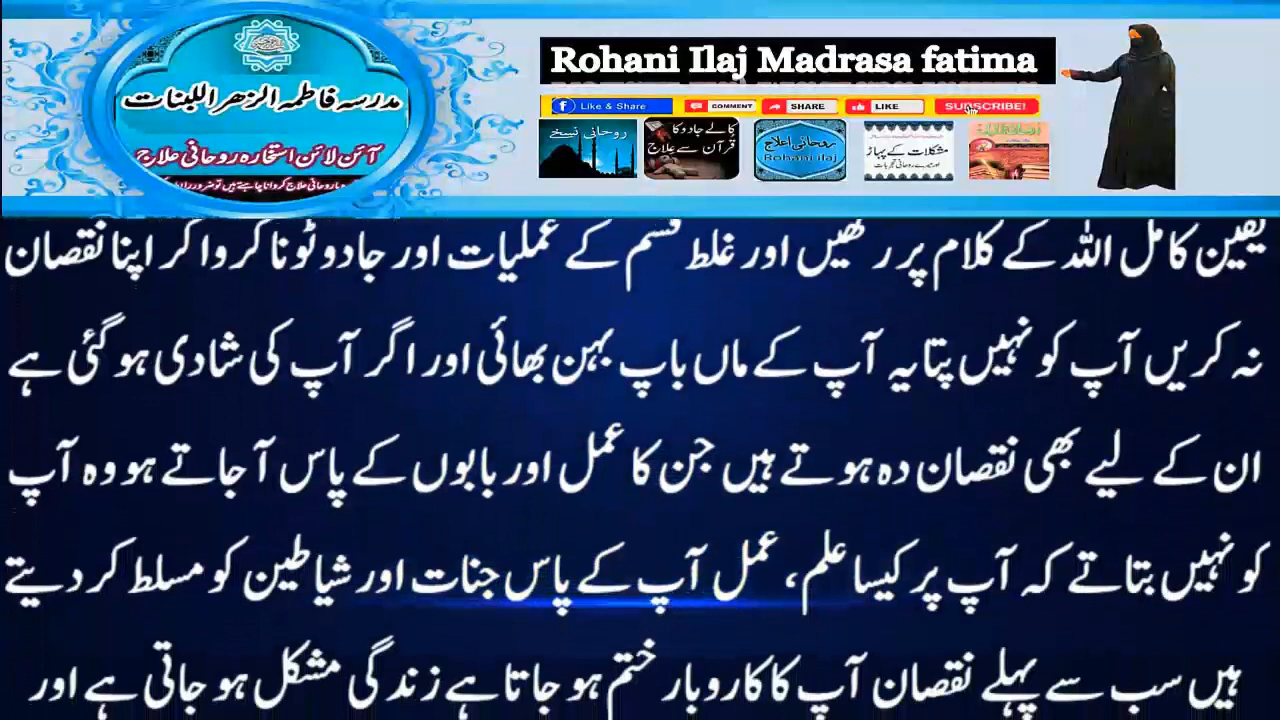 مدرسہ فاطمہ الزھرا للبنات
آئن لائن استخارہ روحانی علاج
Rohani Ilaj Madrasa fatima
Like & Share
COMMENT
SHARE
LIKE
SUBSCRIBE!
روحانی نسخ
کالے جادو کا
قرآن سے علاج
روحانی علاج
Rohani ilaj
مشکلات کے پہاڑ
یقین کامل اللہ کے کلام پر رکھیں اور غلط قسم کے عملیات اور جادو ٹونا کروا کر اپنا نقصان
نہ کریں آپ کو نہیں پتا یہ آپ کے ماں باپ بہن بھائی اور اگر آپ کی شادی ہو گئی ہے
ان کے لیے بھی نقصان دہ ہوتے ہیں جن کا عمل اور بابوں کے پاس آ جاتے ہو وہ آپ
کو نہیں بتاتے کہ آپ پر کیسا علم، عمل آپ کے پاس جنات اور شیاطین کو مسلط کر دیتے
ہیں سب سے پہلے نقصان آپ کا کاروبار ختم ہو جاتا ہے زندگی مشکل ہو جاتی ہے اور